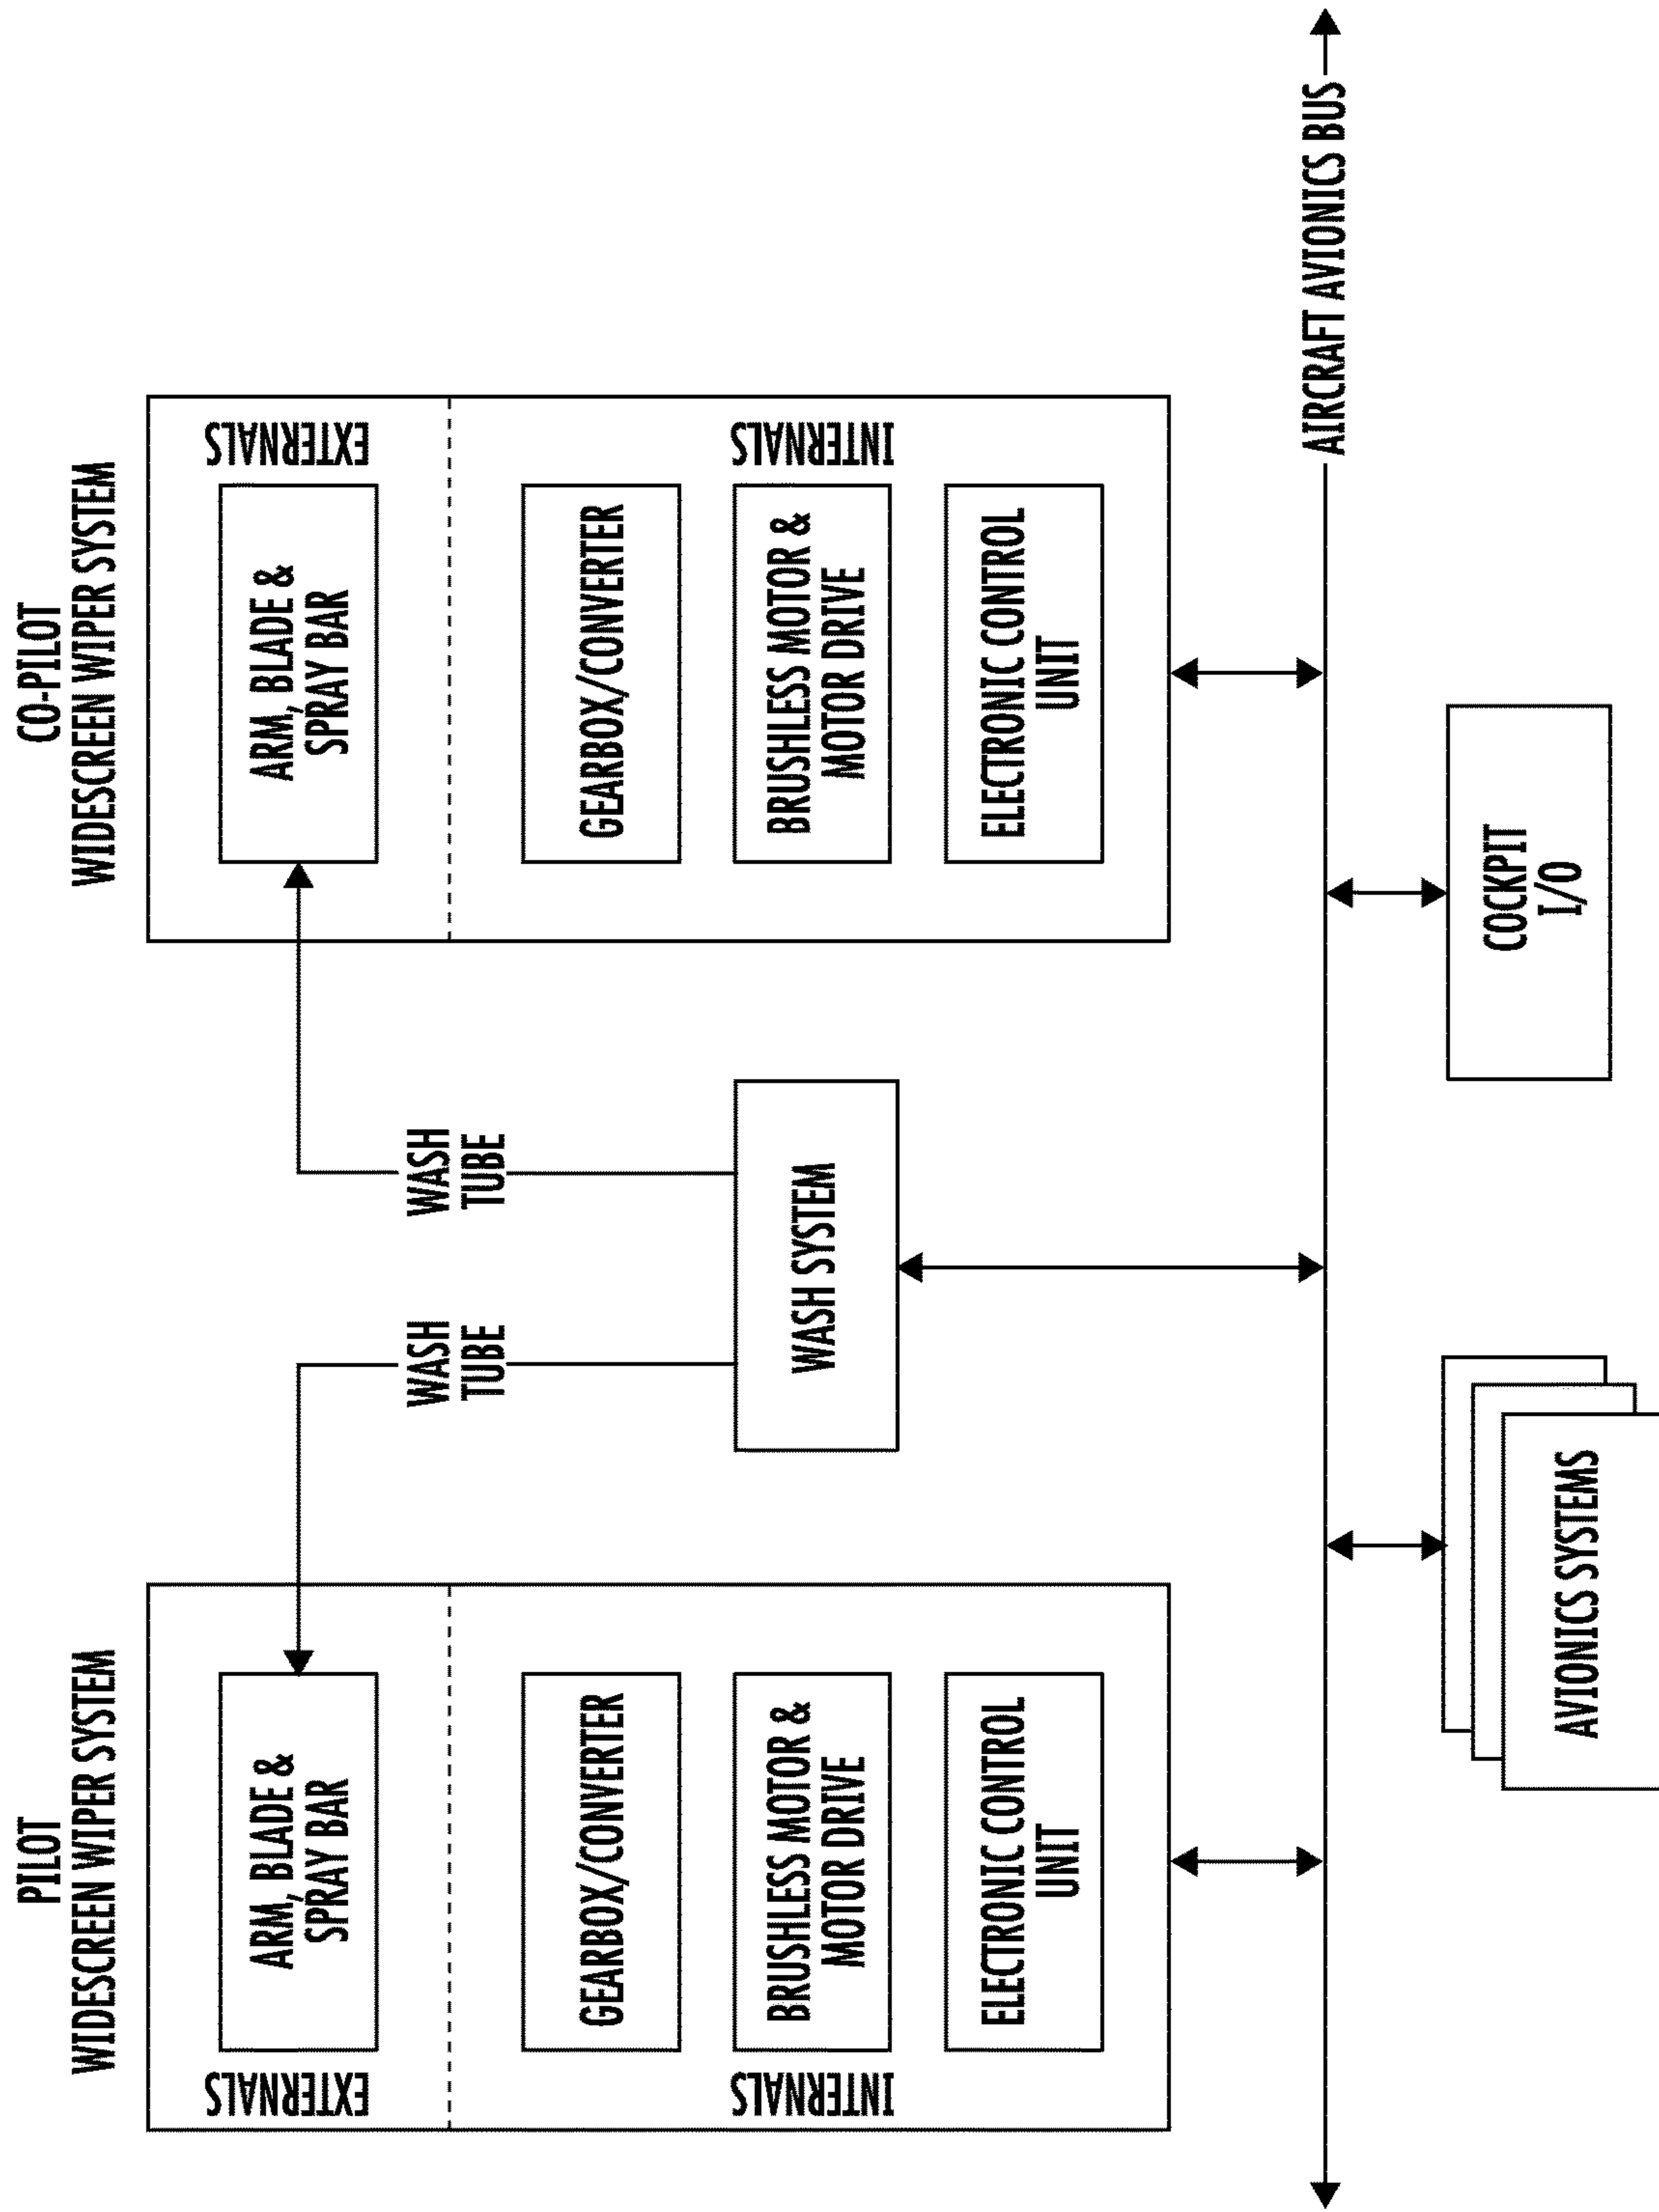 PILOT
WIDESCREEN WIPER SYSTEM
EXTERNALS
ARM, BLADE &
SPRAY BAR
INTERNALS
GEARBOX/CONVERTER
BRUSHLESS MOTOR &
MOTOR DRIVE
ELECTRONIC CONTROL
UNIT
WASH
TUBE
WASH
TUBE
WASH SYSTEM
CO-PILOT
WIDESCREEN WIPER SYSTEM
ARM, BLADE &
SPRAY BAR
EXTERNALS
GEARBOX/CONVERTER
BRUSHLESS MOTOR &
MOTOR DRIVE
ELECTRONIC CONTROL
UNIT
INTERNALS
AIRCRAFT AVIONICS BUS
AVIONICS SYSTEMS
COCKPIT
I/O